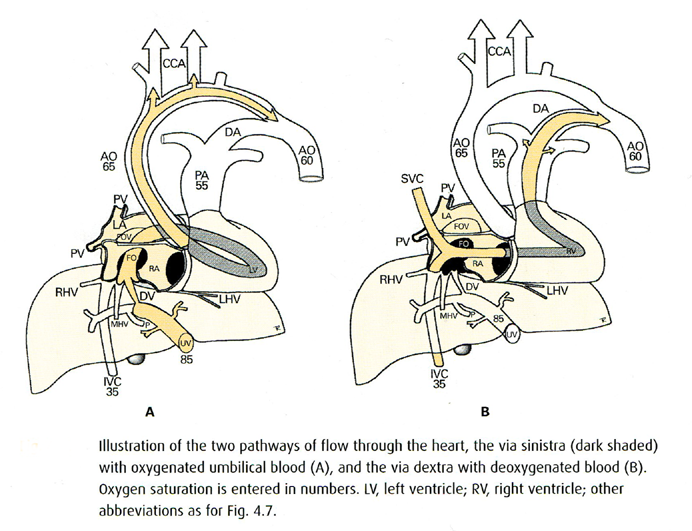 CCA
DA
AO
65
PA
55
AO
60
PV
LA
FOV
PV
FO
RA
LV
RHV
DV
LHV
MHV
P
UV
85
IVC
35
A
CCA
DA
AO
65
PA
55
AO
60
SVC
PV
LA
FOV
PV
FO
RA
RV
RHV
DV
LHV
MHV
P
85
UV
IVC
35
B
Illustration of the two pathways of flow through the heart, the via sinistra (dark shaded)
with oxygenated umbilical blood (A), and the via dextra with deoxygenated blood (B).
Oxygen saturation is entered in numbers. LV, left ventricle; RV, right ventricle; other
abbreviations as for Fig. 4.7.